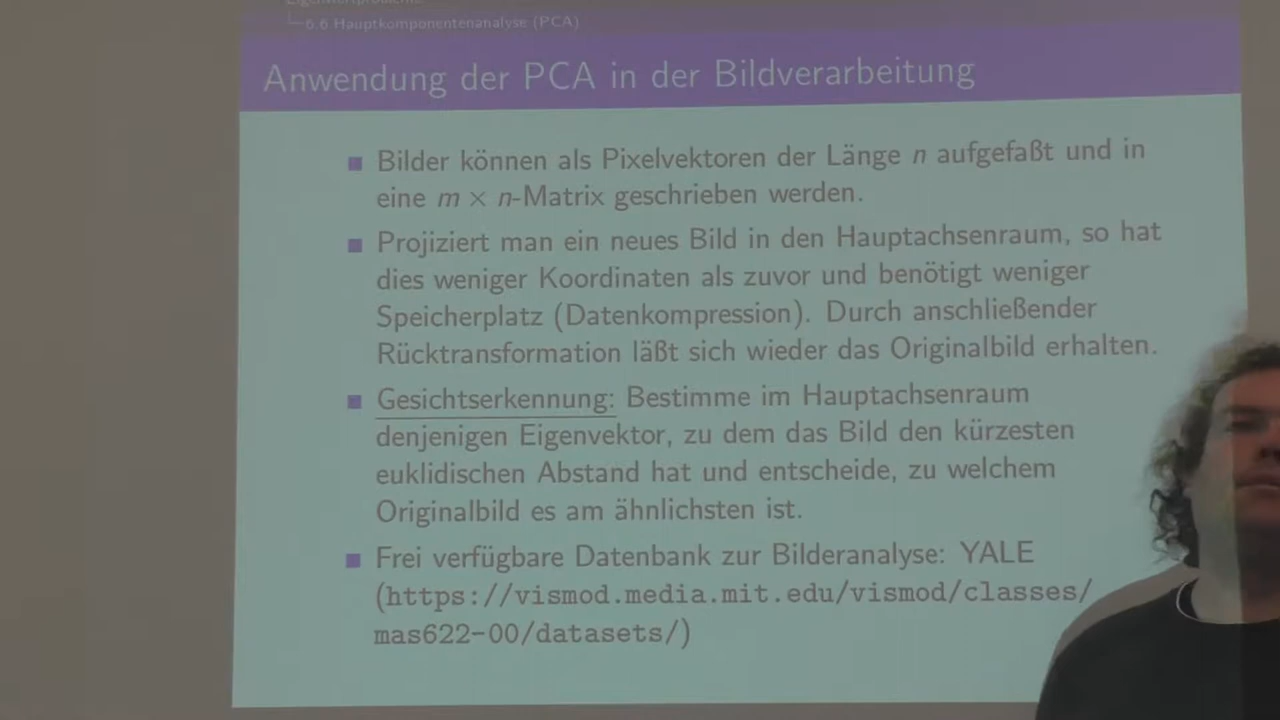 Eigenwertprobleme
6.6 Hauptkomponentenanalyse (PCA)
Anwendung der PCA in der Bildverarbeitung
Bilder können als Pixelvektoren der Länge n aufgefaßt und in
eine m × n-Matrix geschrieben werden.
Projiziert man ein neues Bild in den Hauptachsenraum, so hat
dies weniger Koordinaten als zuvor und benötigt weniger
Speicherplatz (Datenkompression). Durch anschließender
Rücktransformation läßt sich wieder das Originalbild erhalten.
Gesichtserkennung: Bestimme im Hauptachsenraum
denjenigen Eigenvektor, zu dem das Bild den kürzesten
euklidischen Abstand hat und entscheide, zu welchem
Originalbild es am ähnlichsten ist.
Frei verfügbare Datenbank zur Bilderanalyse: YALE
(https://vismod.media.mit.edu/vismod/classes/
mas622-00/datasets/)